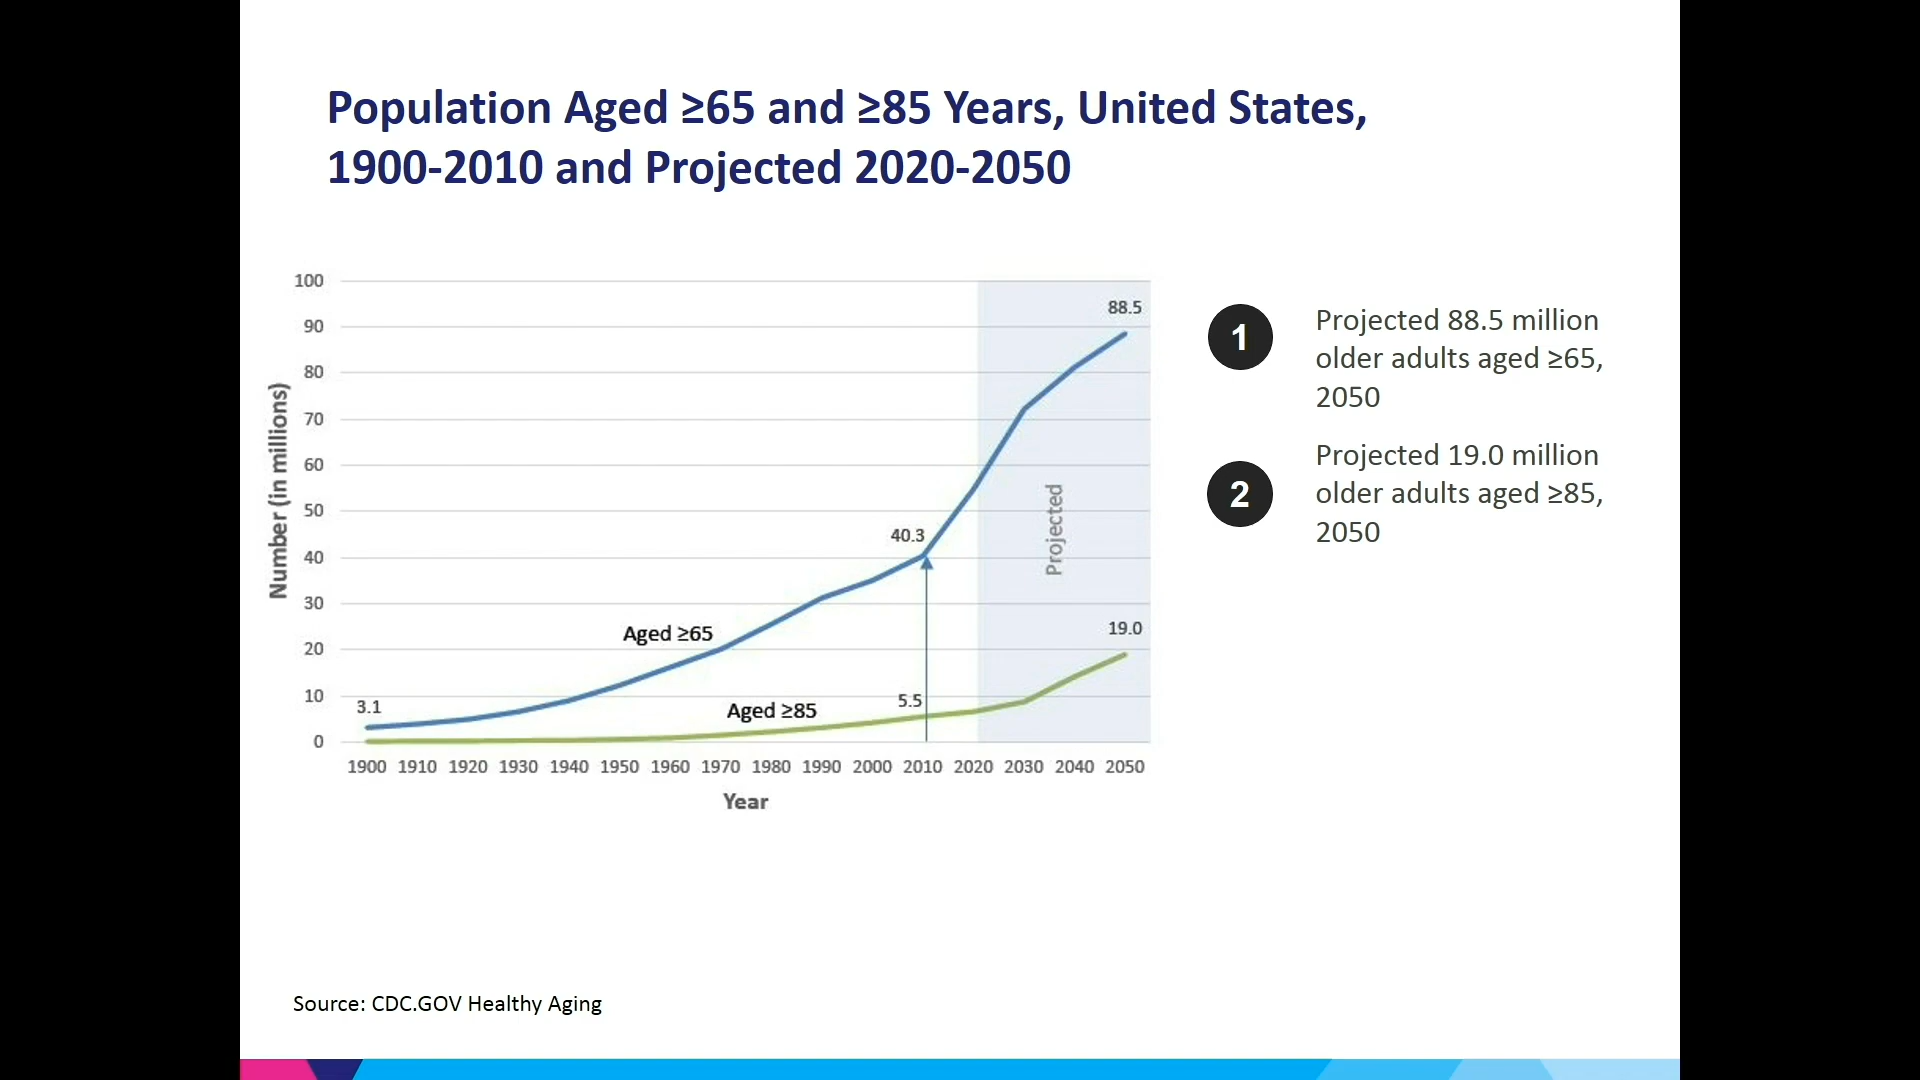 Population Aged ≥65 and ≥85 Years, United States,
1900-2010 and Projected 2020-2050
100
90
80
70
60
50
40
30
20
10
0
Number (in millions)
88.5
40.3
Projected
Aged ≥65
19.0
3.1
Aged ≥85
5.5
1900 1910 1920 1930 1940 1950 1960 1970 1980 1990 2000 2010 2020 2030 2040 2050
Year
1
Projected 88.5 million
older adults aged ≥65,
2050
2
Projected 19.0 million
older adults aged ≥85,
2050
Source: CDC.GOV Healthy Aging